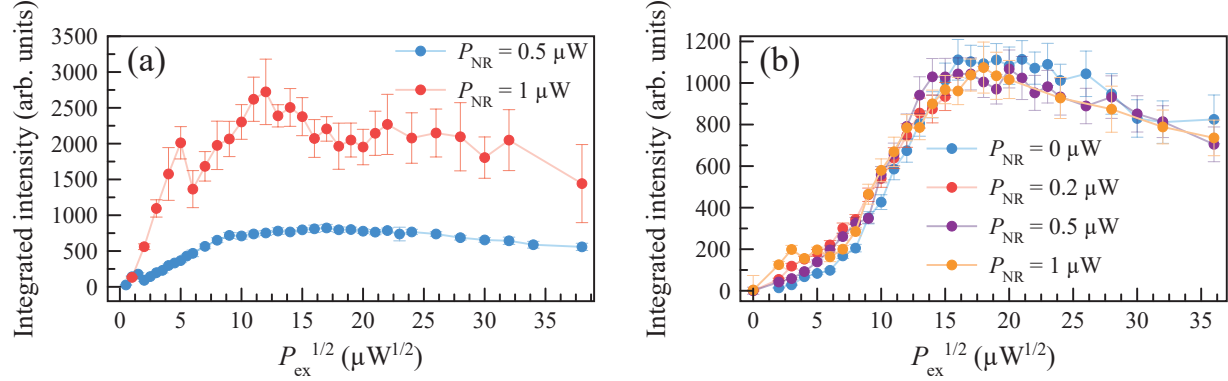 Integrated intensity (arb. units)
3500
3000
2500
2000
1500
1000
500
0
(a)
P_NR = 0.5 µW
P_NR = 1 µW
0 5 10 15 20 25 30 35
P_ex^1/2 (µW^1/2)
Integrated intensity (arb. units)
1200
1000
800
600
400
200
0
(b)
P_NR = 0 µW
P_NR = 0.2 µW
P_NR = 0.5 µW
P_NR = 1 µW
0 5 10 15 20 25 30 35
P_ex^1/2 (µW^1/2)